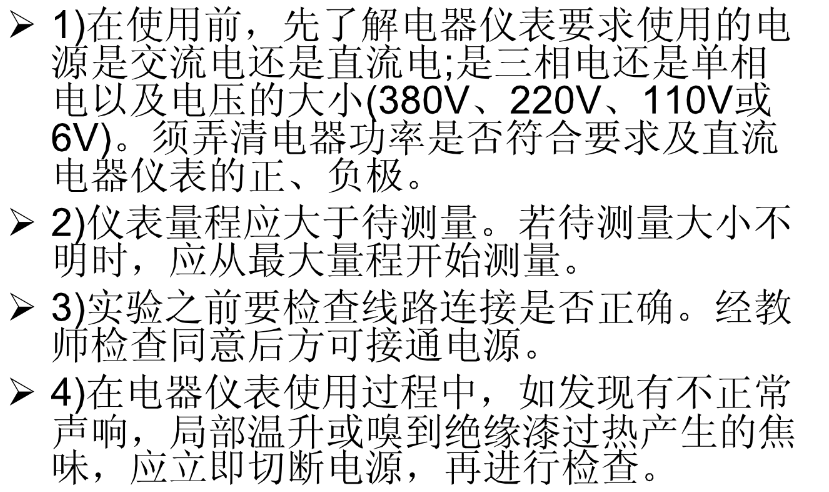 ➢ 1)在使用前，先了解电器仪表要求使用的电
源是交流电还是直流电;是三相电还是单相
电以及电压的大小(380V、220V、110V或
6V)。须弄清电器功率是否符合要求及直流
电器仪表的正、负极。
➢ 2)仪表量程应大于待测量。若待测量大小不
明时，应从最大量程开始测量。
➢ 3)实验之前要检查线路连接是否正确。经教
师检查同意后方可接通电源。
➢ 4)在电器仪表使用过程中，如发现有不正常
声响，局部温升或嗅到绝缘漆过热产生的焦
味，应立即切断电源，再进行检查。